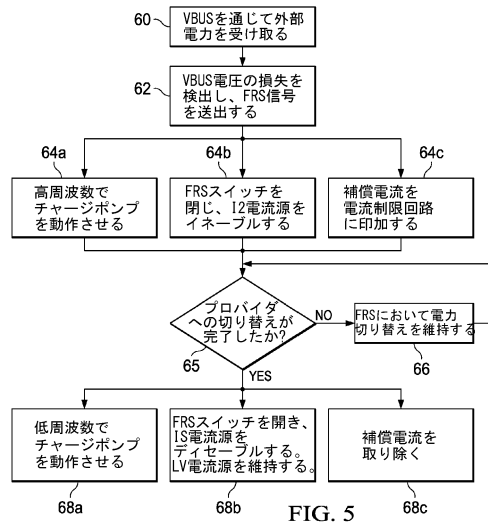 60
VBUSを通じて外部
電力を受け取る
62
VBUS電圧の損失を
検出し、FRS信号
を送出する
64a
64b
64c
高周波数で
チャージポンプ
を動作させる
FRSスイッチを
閉じ、I2電流源を
イネーブルする
補償電流を
電流制限回路
に印加する
プロバイダ
への切り替えが
完了したか?
65
NO
YES
FRSにおいて電力
切り替えを維持する
66
低周波数で
チャージポンプ
を動作させる
FRSスイッチを開き、
IS電流源を
ディセーブルする。
LV電流源を維持する。
補償電流を
取り除く
68a
68b
68c
FIG. 5